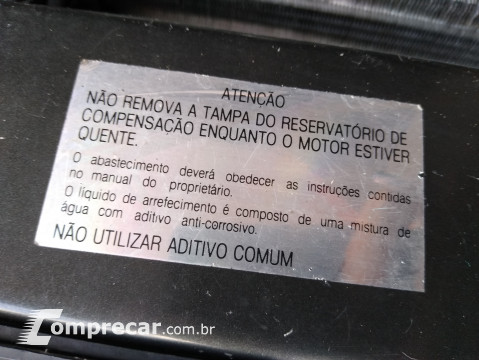 ATENÇÃO
NÃO REMOVA A TAMPA DO RESERVATÓRIO DE
COMPENSAÇÃO ENQUANTO O MOTOR ESTIVER
QUENTE.
O abastecimento deverá obedecer as instruções contidas
no manual do proprietário.
O líquido de arrefecimento é composto de uma mistura de
água com aditivo anti-corrosivo.
NÃO UTILIZAR ADITIVO COMUM
Comprecar.com.br